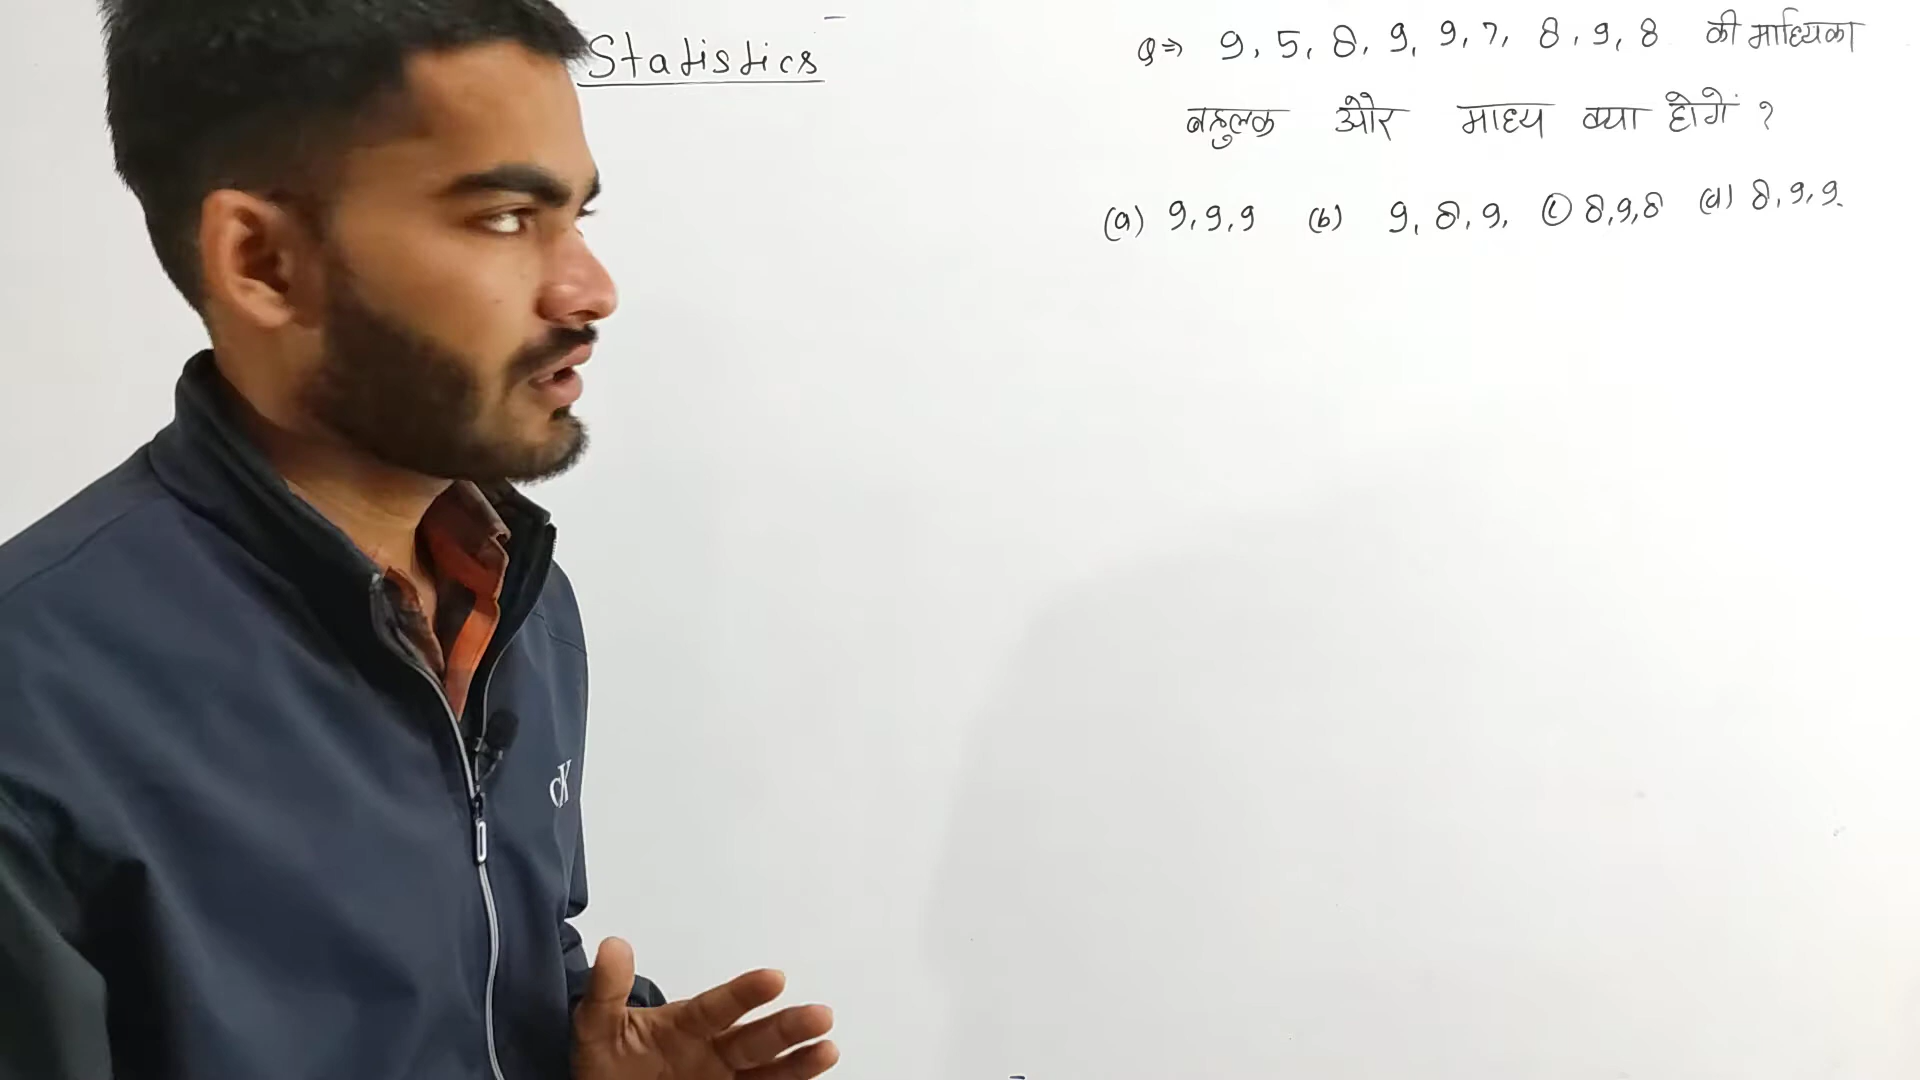 Statistics
Q⇒ 9, 5, 8, 9, 9, 7, 8, 9, 8 की माध्यिका
बहुलक और माध्य क्या होगें ?
(a) 9, 9, 9 (b) 9, 8, 9, (c) 8, 9, 8 (d) 8, 9, 9.
cK